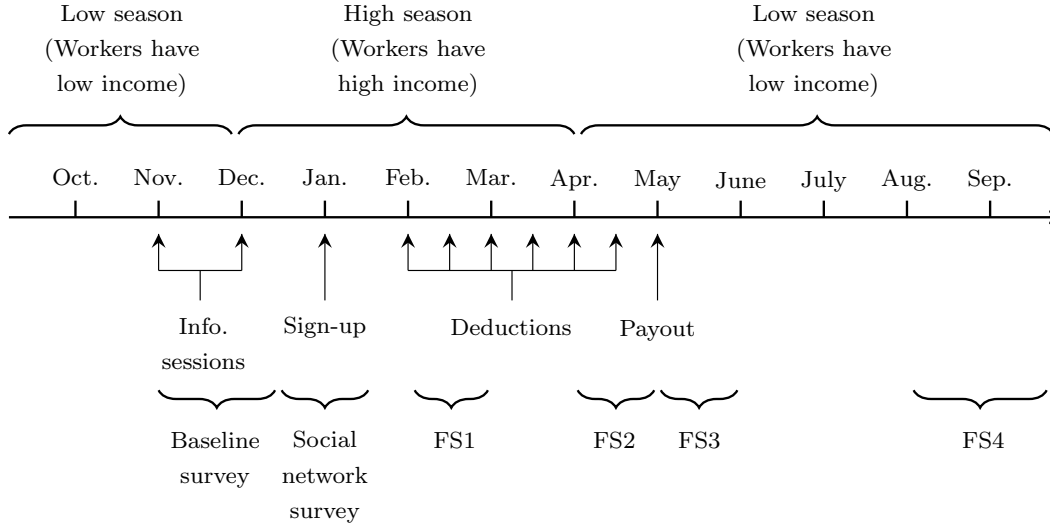 Low season
(Workers have
low income)
High season
(Workers have
high income)
Low season
(Workers have
low income)
Oct. Nov. Dec. Jan. Feb. Mar. Apr. May June July Aug. Sep.
Info.
sessions
Sign-up
Deductions
Payout
Baseline
survey
Social
network
survey
FS1
FS2
FS3
FS4